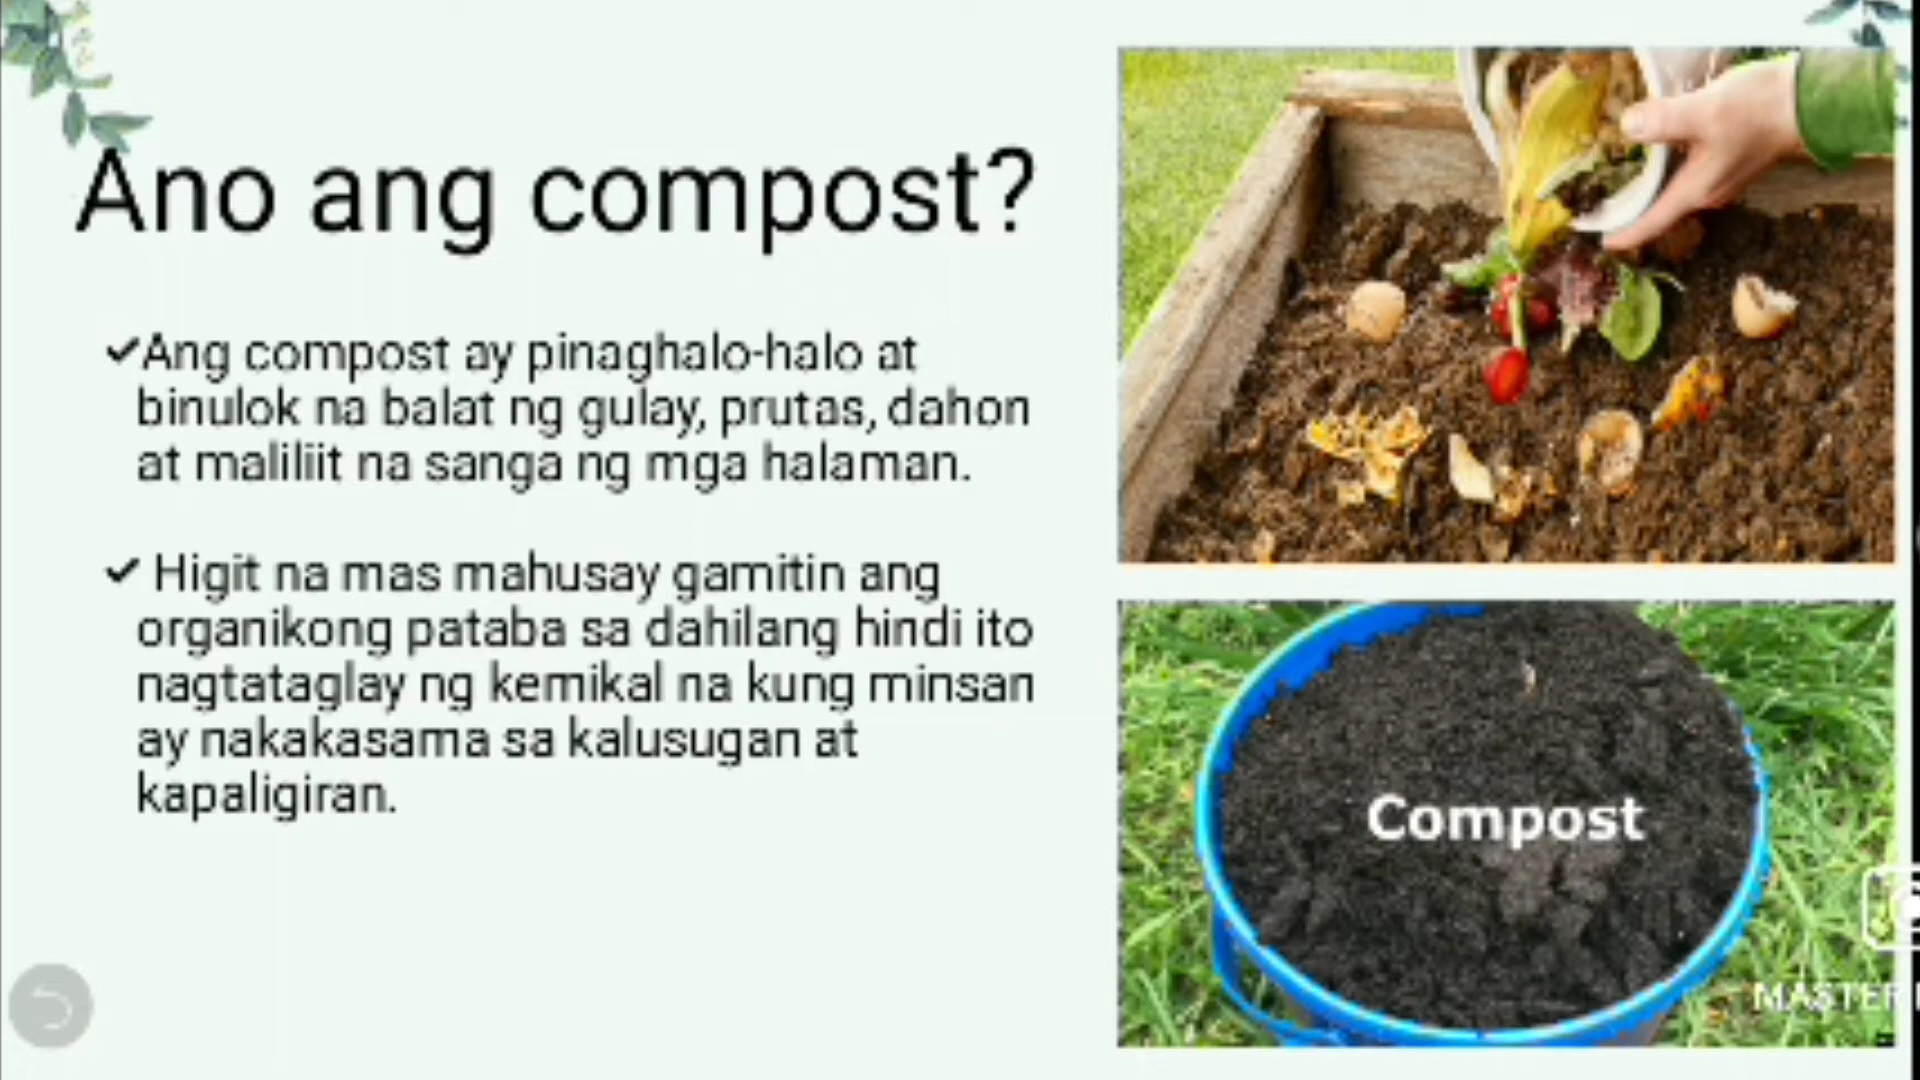 Ano ang compost?
✔Ang compost ay pinaghalo-halo at
binulok na balat ng gulay, prutas, dahon
at maliliit na sanga ng mga halaman.
✔ Higit na mas mahusay gamitin ang
organikong pataba sa dahilang hindi ito
nagtataglay ng kemikal na kung minsan
ay nakakasama sa kalusugan at
kapaligiran.
Compost
MASTER